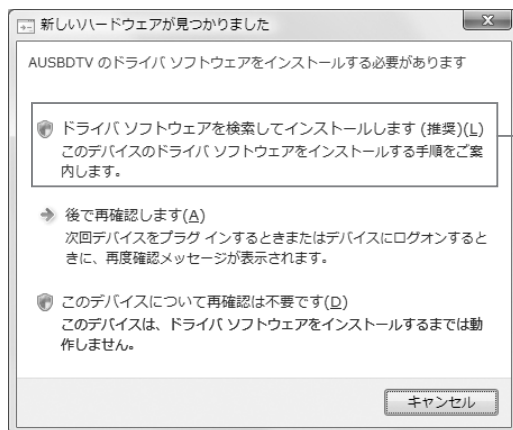 新しいハードウェアが見つかりました
AUSBDTV のドライバ ソフトウェアをインストールする必要があります
ドライバ ソフトウェアを検索してインストールします (推奨)(L)
このデバイスのドライバ ソフトウェアをインストールする手順をご案
内します。
後で再確認します(A)
次回デバイスをプラグ インするときまたはデバイスにログオンすると
きに、再度確認メッセージが表示されます。
このデバイスについて再確認は不要です(D)
このデバイスは、ドライバ ソフトウェアをインストールするまでは動
作しません。
キャンセル